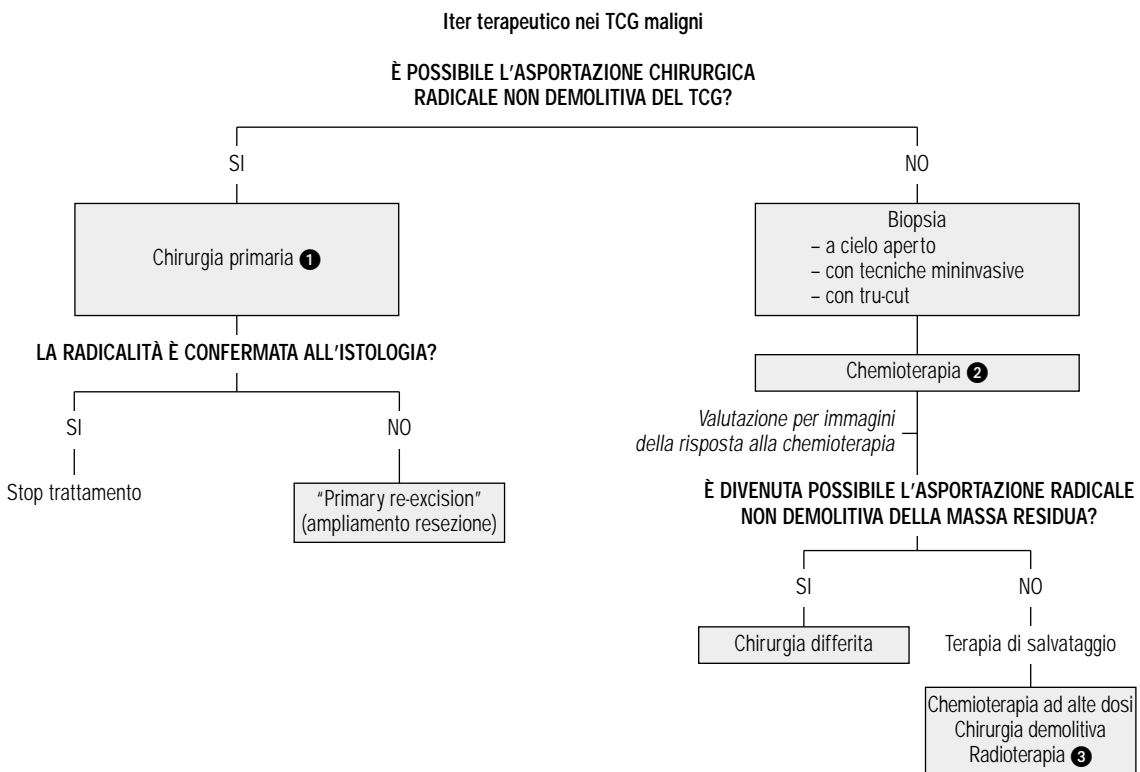 Iter terapeutico nei TCG maligni
È POSSIBILE L'ASPORTAZIONE CHIRURGICA
RADICALE NON DEMOLITIVA DEL TCG?
SI
NO
Chirurgia primaria ❶
Biopsia
– a cielo aperto
– con tecniche mininvasive
– con tru-cut
LA RADICALITÀ È CONFERMATA ALL'ISTOLOGIA?
Chemioterapia ❷
SI
NO
Valutazione per immagini
della risposta alla chemioterapia
Stop trattamento
"Primary re-excision"
(ampliamento resezione)
È DIVENUTA POSSIBILE L'ASPORTAZIONE RADICALE
NON DEMOLITIVA DELLA MASSA RESIDUA?
SI
NO
Chirurgia differita
Terapia di salvataggio
Chemioterapia ad alte dosi
Chirurgia demolitiva
Radioterapia ❸